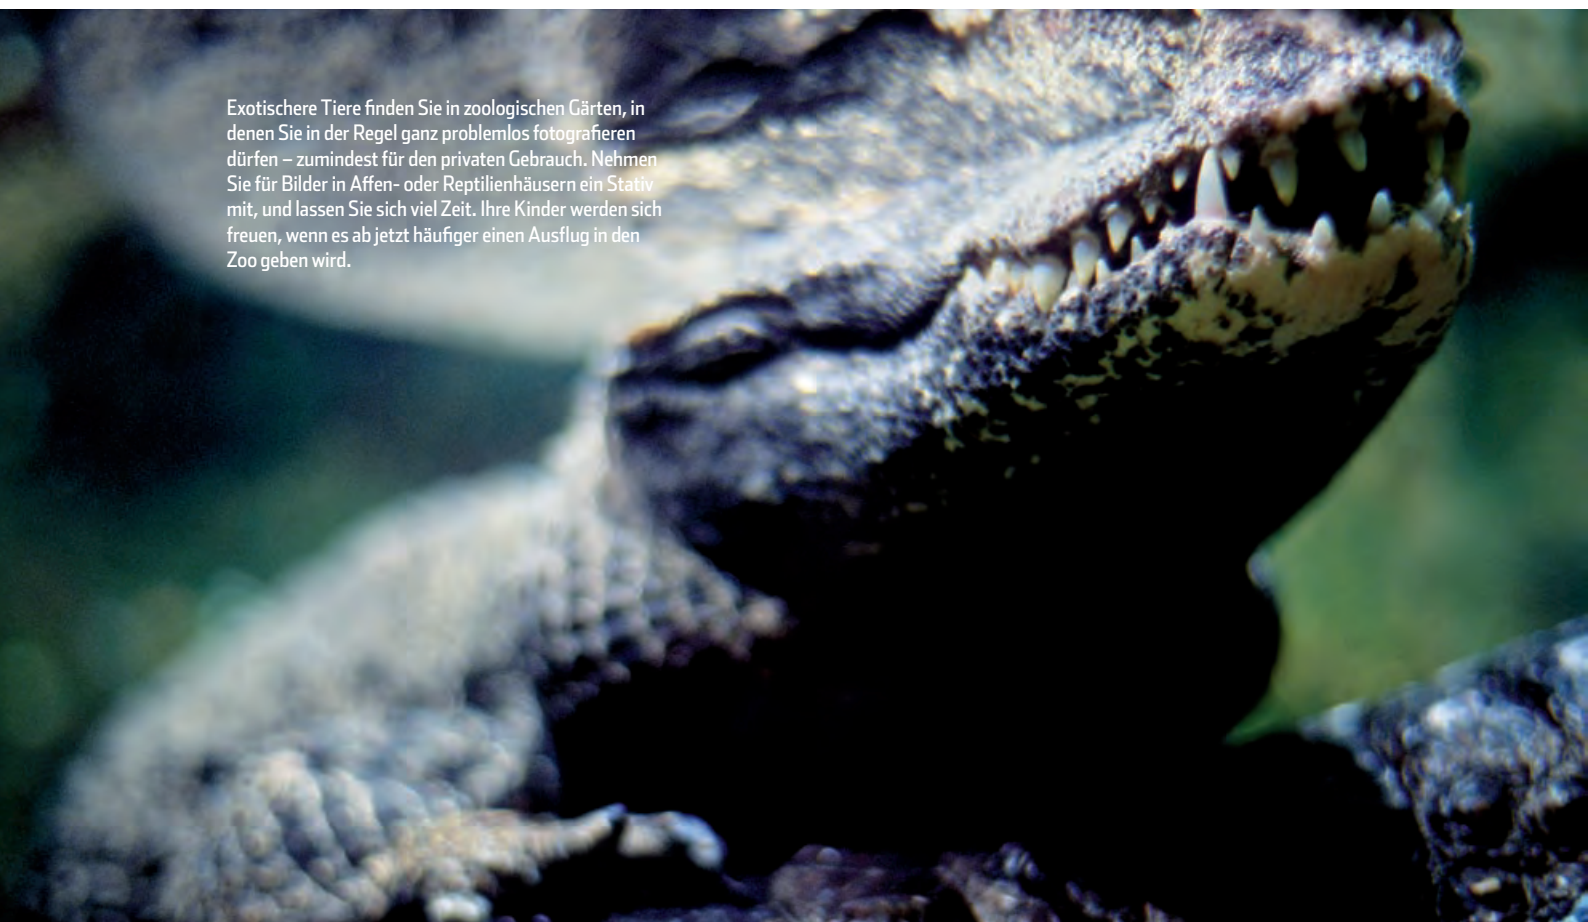 Exotischere Tiere finden Sie in zoologischen Gärten, in
denen Sie in der Regel ganz problemlos fotografieren
dürfen – zumindest für den privaten Gebrauch. Nehmen
Sie für Bilder in Affen- oder Reptilienhäusern ein Stativ
mit, und lassen Sie sich viel Zeit. Ihre Kinder werden sich
freuen, wenn es ab jetzt häufiger einen Ausflug in den
Zoo geben wird.